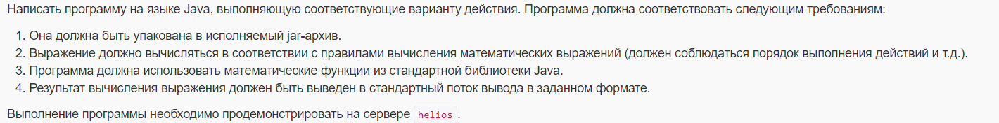 Написать программу на языке Java, выполняющую соответствующие варианту действия. Программа должна соответствовать следующим требованиям:
1. Она должна быть упакована в исполняемый jar-архив.
2. Выражение должно вычисляться в соответствии с правилами вычисления математических выражений (должен соблюдаться порядок выполнения действий и т.д.).
3. Программа должна использовать математические функции из стандартной библиотеки Java.
4. Результат вычисления выражения должен быть выведен в стандартный поток вывода в заданном формате.
Выполнение программы необходимо продемонстрировать на сервере helios.